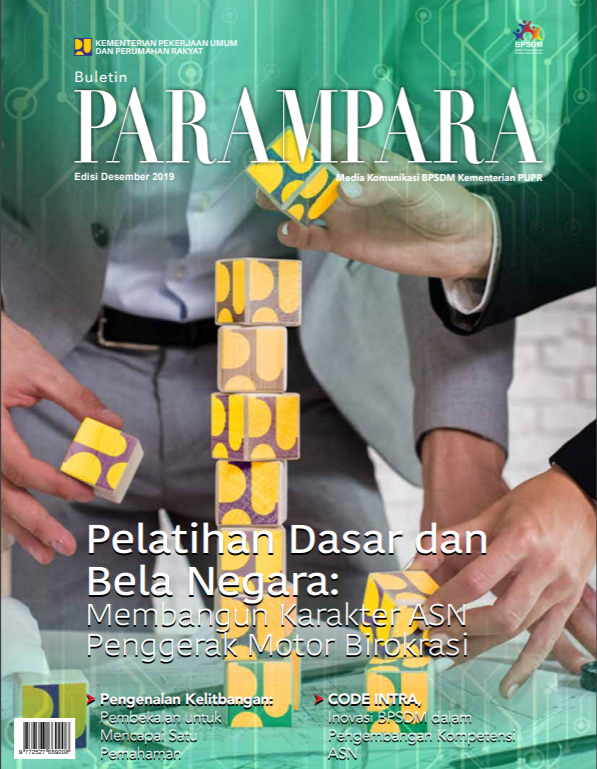 KEMENTERIAN PEKERJAAN UMUM
DAN PERUMAHAN RAKYAT
BPSDM
Buletin
PARAMPARA
Edisi Desember 2019
Media Komunikasi BPSDM Kementerian PUPR
Pelatihan Dasar dan
Bela Negara:
Membangun Karakter ASN
Penggerak Motor Birokrasi
Pengenalan Kelitbangan:
Pembekalan untuk
Mencapai Satu
Pemahaman
CODE INTRA,
Inovasi BPSDM dalam
Pengembangan Kompetensi
ASN